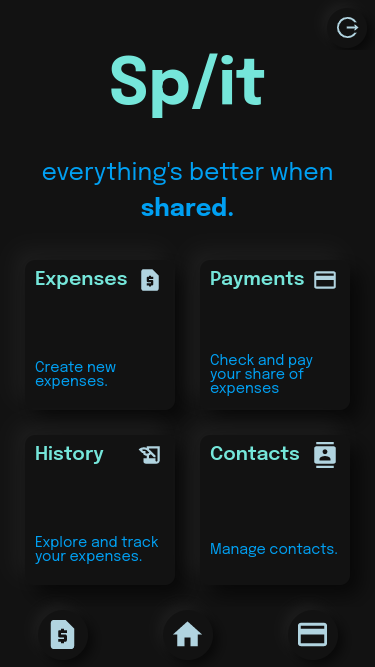 Sp/it
everything's better when
shared.
Expenses
Payments
Create new
expenses.
Check and pay
your share of
expenses
History
Contacts
Explore and track
your expenses.
Manage contacts.